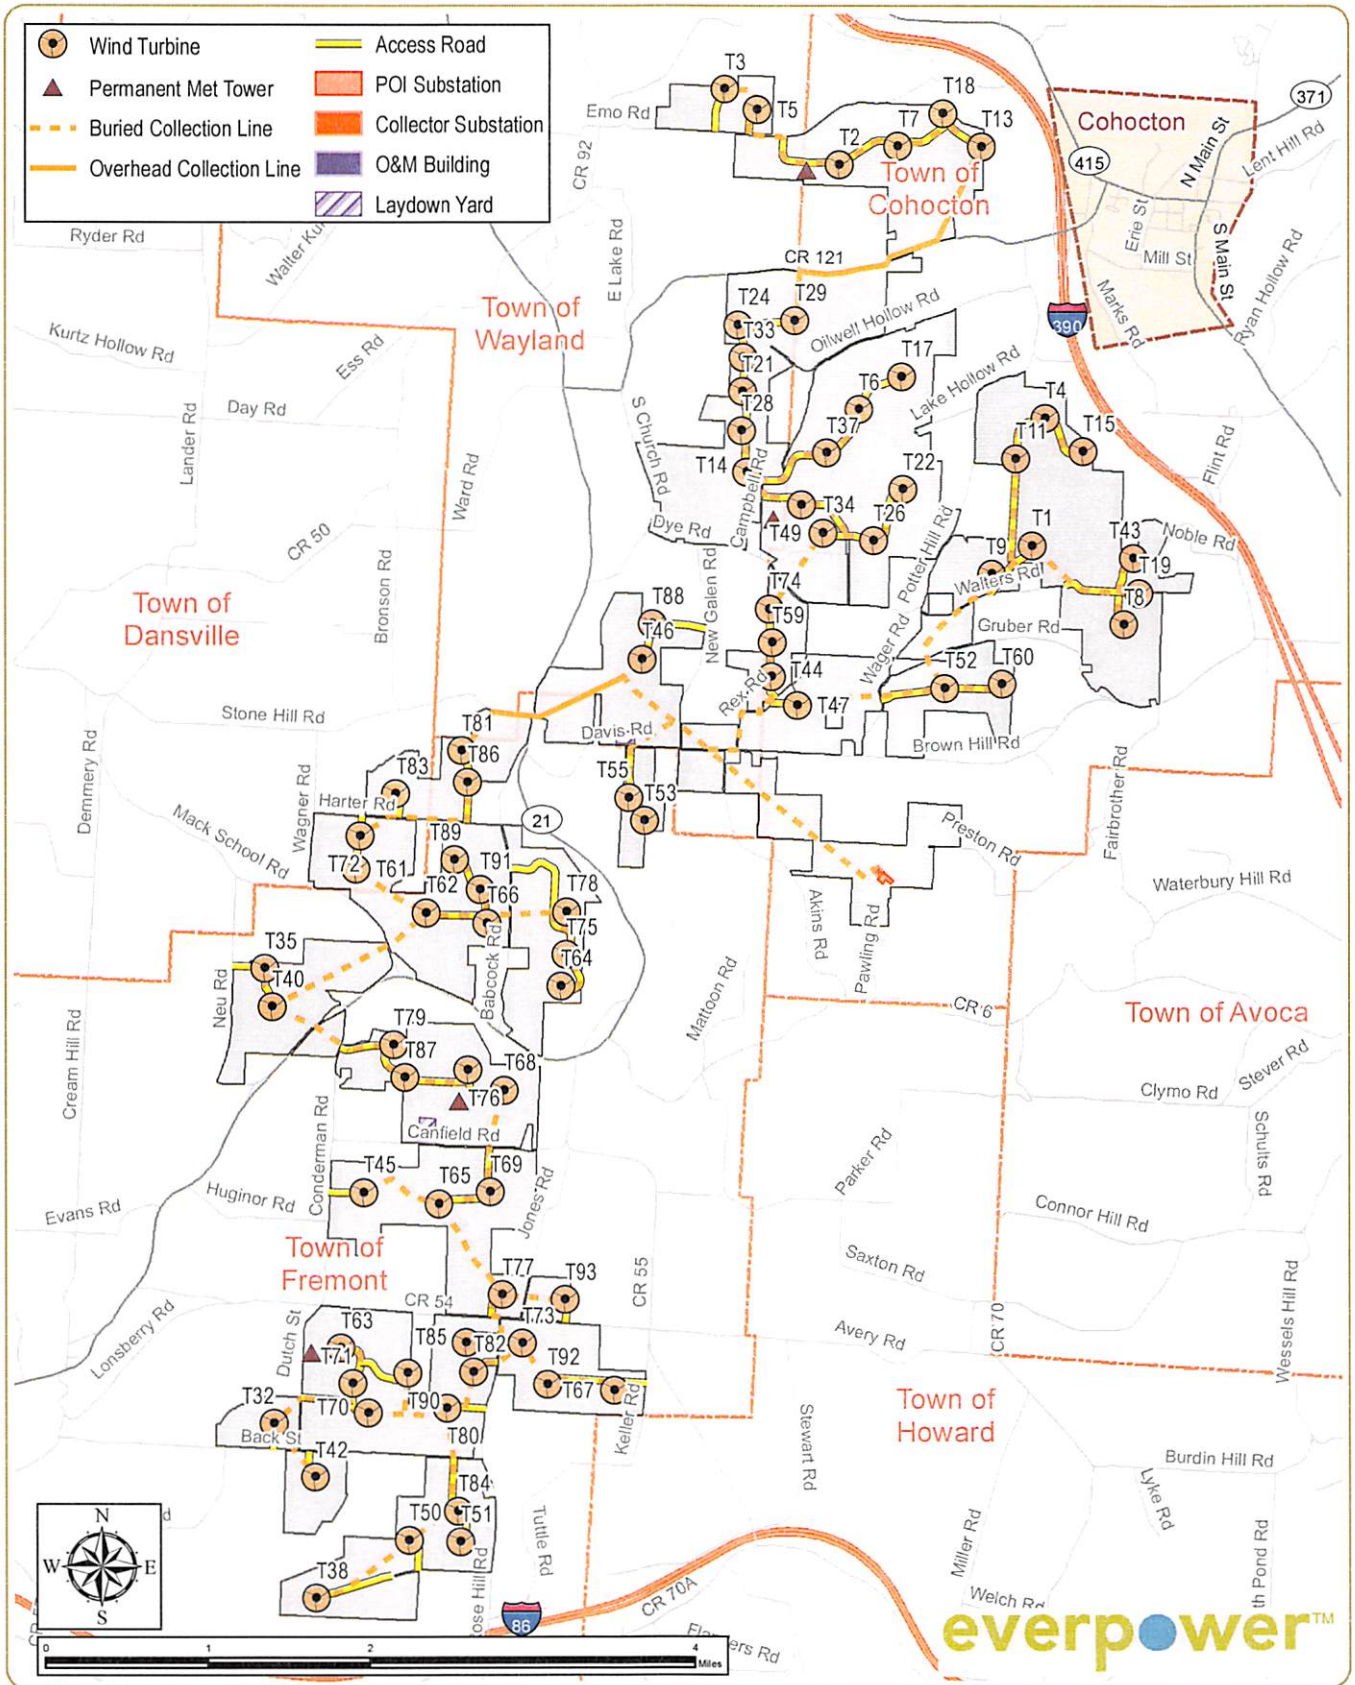 Wind Turbine
Permanent Met Tower
Buried Collection Line
Overhead Collection Line
Access Road
POI Substation
Collector Substation
O&M Building
Laydown Yard
T3
T5
Emo Rd
CR 92
T18
T7
T13
T2
Town of
Cohocton
Cohocton
371
415
N Main St
Lent Hill Rd
Erie St
Mill St
S Main St
Ryan Hollow Rd
Marks Rd
390
Ryder Rd
E Lake Rd
CR 121
Town of
Wayland
T24
T29
T33
Oilwell Hollow Rd
Kurtz Hollow Rd
Ess Rd
T21
T17
T6
Lake Hollow Rd
Day Rd
Lander Rd
T28
T37
T4
T11
T15
S Church Rd
Ward Rd
T14
Campbell Rd
T22
Flint Rd
T34
T26
T49
Dye Rd
CR 50
Bronson Rd
New Galen Rd
Potter Hill Rd
T1
T9
T43
Noble Rd
T19
Walters Rd
T8
T74
T59
Town of
Dansville
T88
T46
Gruber Rd
Wager Rd
T44
T52
T60
Rex Rd
T47
Stone Hill Rd
T81
Davis Rd
Brown Hill Rd
Demmery Rd
T86
T83
T55
T53
Wagner Rd
Harter Rd
21
Mack School Rd
Preston Rd
Fairbrother Rd
T89
T91
T72
T61
T62
T66
T78
T75
Waterbury Hill Rd
Akins Rd
Pawling Rd
T35
T64
Babcock Rd
T40
Neu Rd
Mattoon Rd
CR 6
Town of Avoca
T79
T87
T68
T76
Cream Hill Rd
Stever Rd
Clymo Rd
Conderman Rd
Canfield Rd
Schults Rd
Parker Rd
T45
T65
T69
Jones Rd
Huginor Rd
Evans Rd
Connor Hill Rd
Town of
Fremont
Saxton Rd
T77
T93
CR 55
CR 54
Lonsberry Rd
Dutch St
T63
T85
T82
T73
Avery Rd
CR 70
Wessels Hill Rd
T71
T92
T67
T32
T70
T90
Keller Rd
Town of
Howard
Back St
T80
Stewart Rd
T42
Burdin Hill Rd
T84
T50
T51
Lyke Rd
Tuttle Rd
Miller Rd
T38
CR 70A
Welch Rd
86
N
W
E
S
0 1 2 4
Miles
everpower™